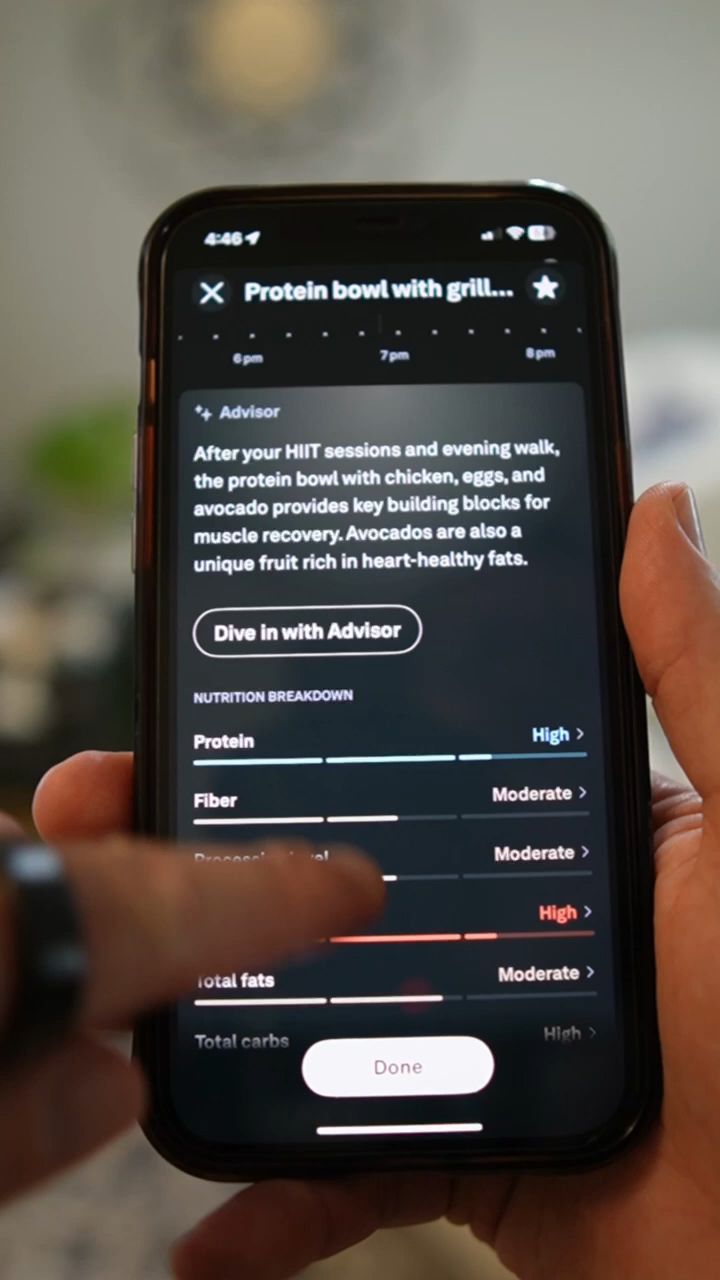 4:46
Protein bowl with grill...
6pm 7pm 8pm
Advisor
After your HIIT sessions and evening walk,
the protein bowl with chicken, eggs, and
avocado provides key building blocks for
muscle recovery. Avocados are also a
unique fruit rich in heart-healthy fats.
Dive in with Advisor
NUTRITION BREAKDOWN
Protein High
Fiber Moderate
Moderate
High
Total fats Moderate
Total carbs High
Done